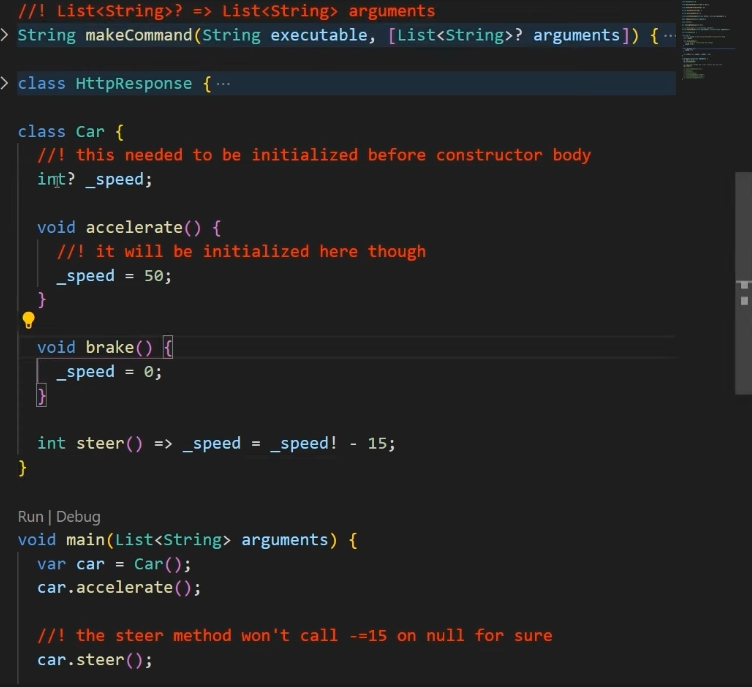 //! List<String>? => List<String> arguments
String makeCommand(String executable, [List<String>? arguments]) {···
class HttpResponse {···
class Car {
//! this needed to be initialized before constructor body
int? _speed;
void accelerate() {
//! it will be initialized here though
_speed = 50;
}
void brake() {
_speed = 0;
}
int steer() => _speed = _speed! - 15;
}
Run | Debug
void main(List<String> arguments) {
var car = Car();
car.accelerate();
//! the steer method won't call -=15 on null for sure
car.steer();